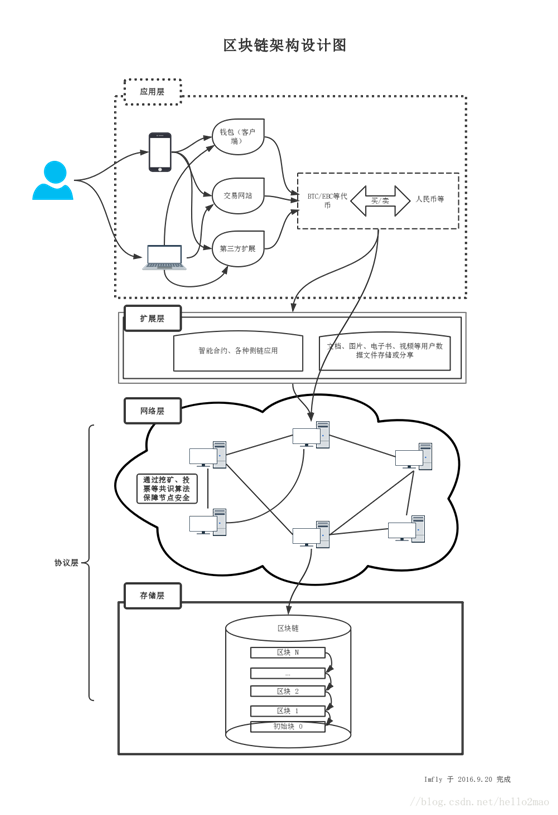 区块链架构设计图
应用层
钱包（客户
端）
交易网站
第三方扩展
BTC/ERC等代
币
买/卖
人民币等
扩展层
智能合约、各种侧链应用
文档、图片、电子书、视频等用户数
据文件存储或分享
网络层
通过挖矿、投
票等共识算法
保障节点安全
协议层
存储层
区块链
区块 N
...
区块 2
区块 1
初始块 0
Imfly 于 2016.9.20 完成
//blog.csdn.net/hello2mao